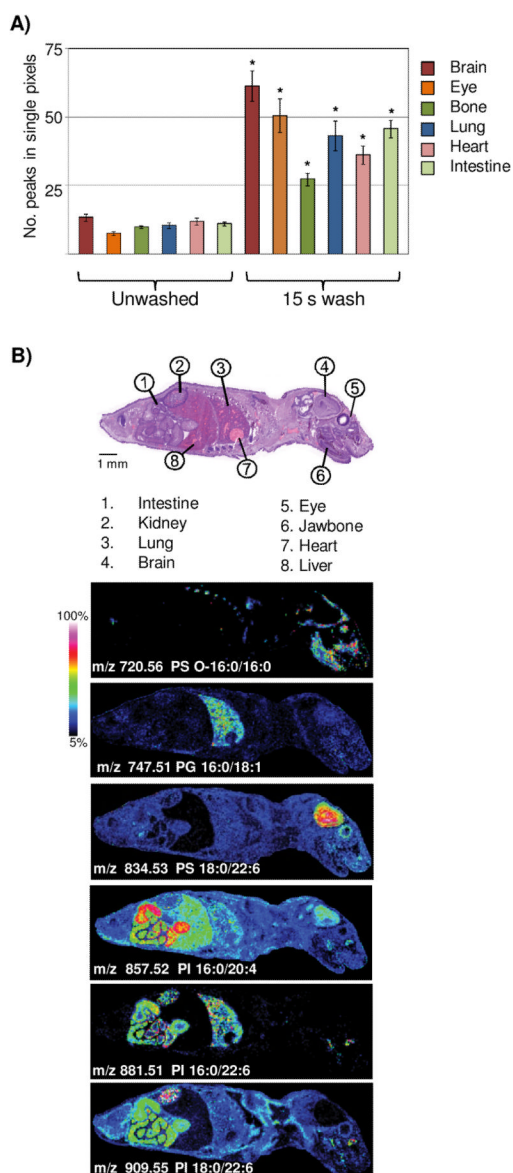 A)
No. peaks in single pixels
75
50
25
* * * * * *
Brain
Eye
Bone
Lung
Heart
Intestine
Unwashed
15 s wash
B)
1
2
3
4
5
6
7
8
1 mm
1. Intestine
2. Kidney
3. Lung
4. Brain
5. Eye
6. Jawbone
7. Heart
8. Liver
100%
5%
m/z 720.56 PS O-16:0/16:0
m/z 747.51 PG 16:0/18:1
m/z 834.53 PS 18:0/22:6
m/z 857.52 PI 16:0/20:4
m/z 881.51 PI 16:0/22:6
m/z 909.55 PI 18:0/22:6